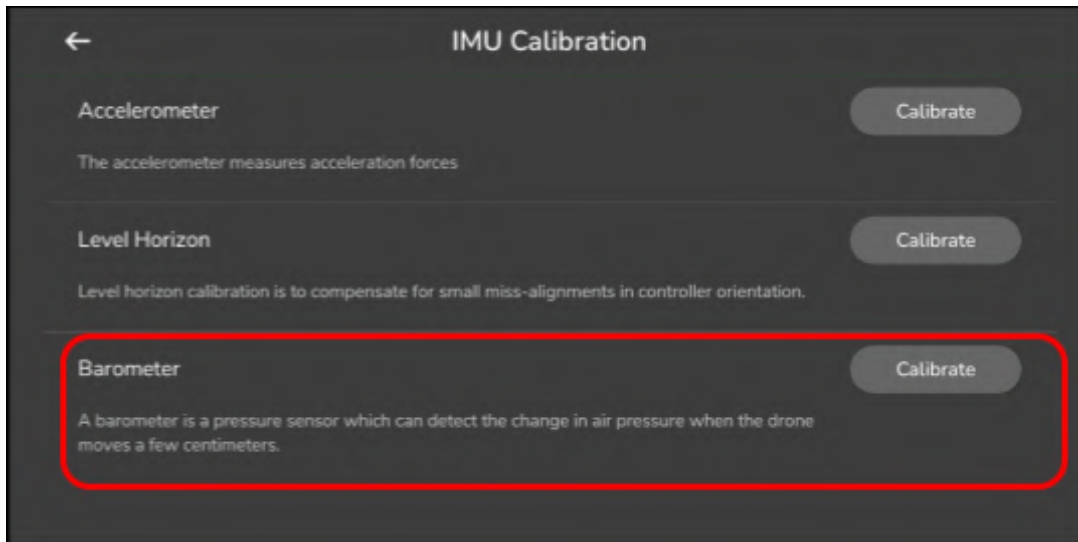 IMU Calibration
Accelerometer
Calibrate
The accelerometer measures acceleration forces
Level Horizon
Calibrate
Level horizon calibration is to compensate for small miss-alignments in controller orientation.
Barometer
Calibrate
A barometer is a pressure sensor which can detect the change in air pressure when the drone
moves a few centimeters.